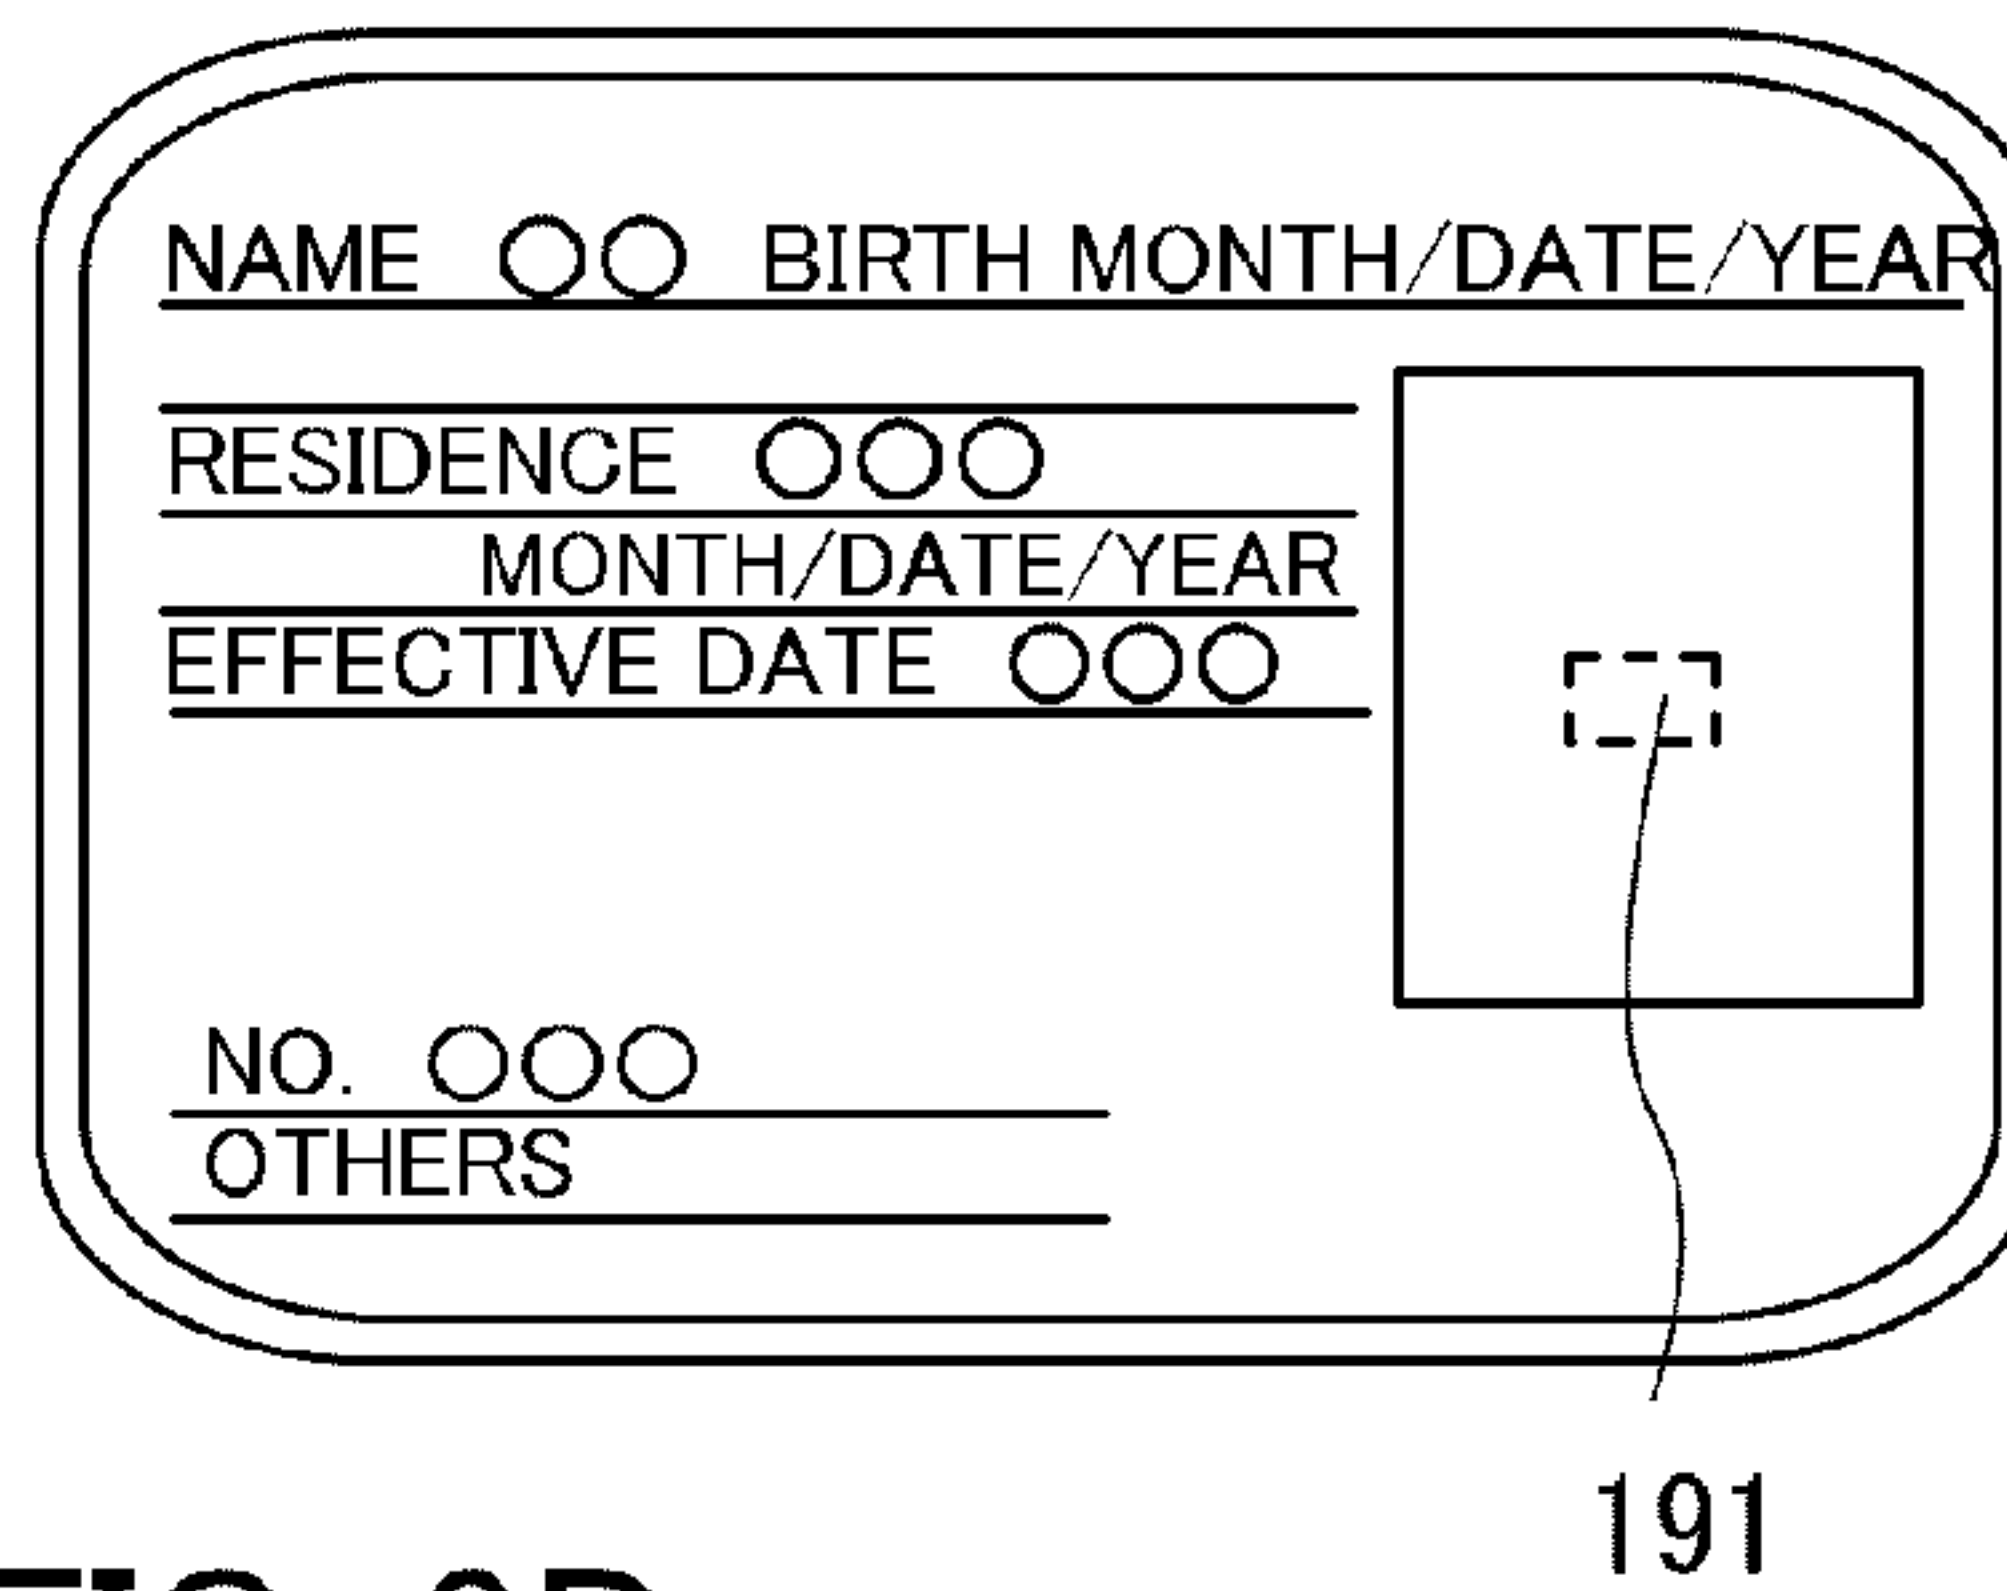 NAME ○○ BIRTH MONTH/DATE/YEAR
RESIDENCE ○○○
MONTH/DATE/YEAR
EFFECTIVE DATE ○○○
NO. ○○○
OTHERS
191